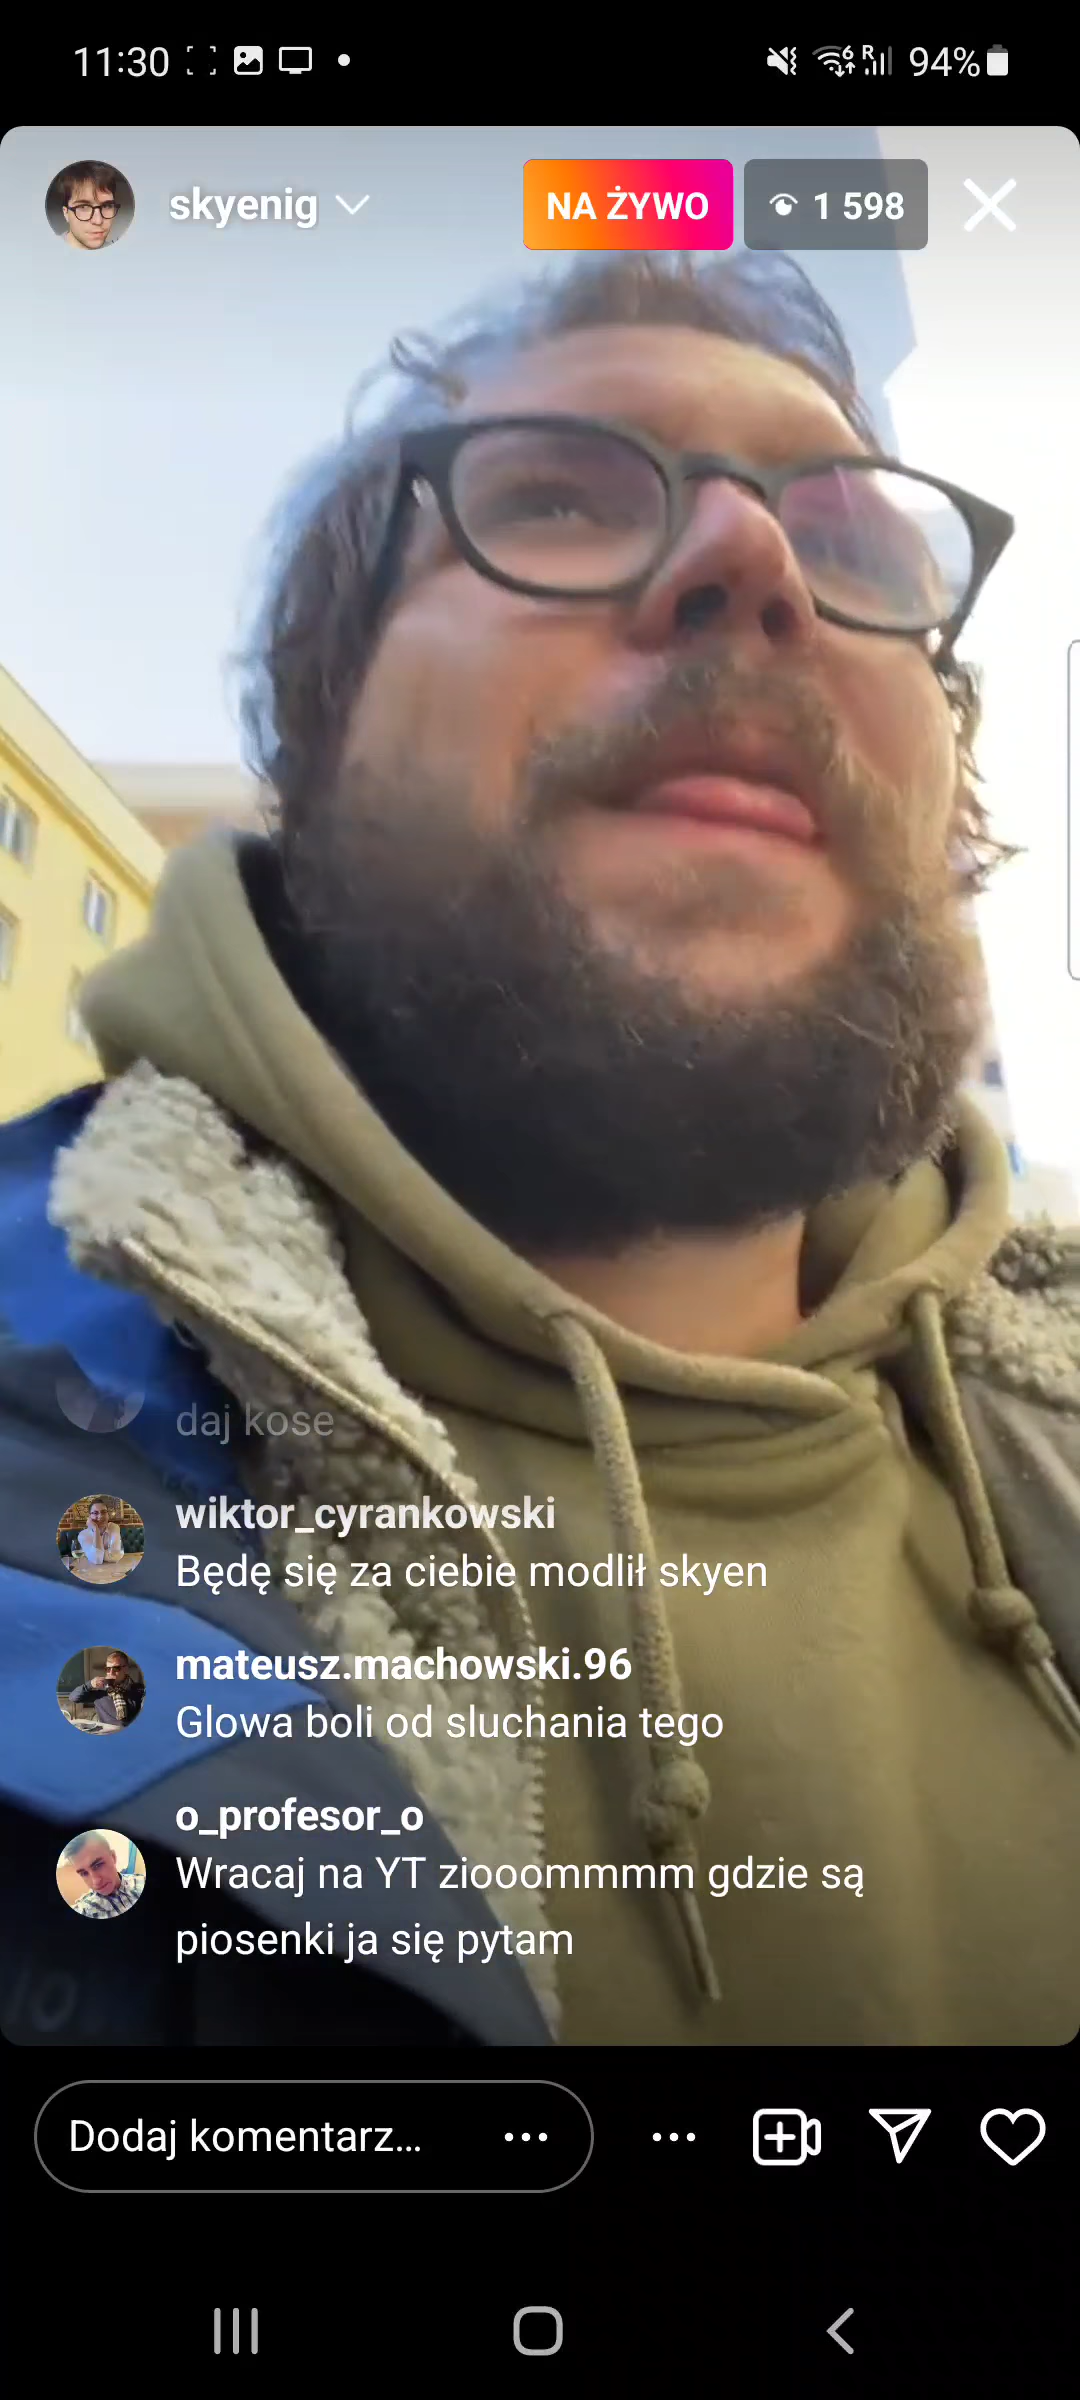 11:30
R
6
94%
skyenig
NA ŻYWO
1 598
daj kose
wiktor_cyrankowski
Będę się za ciebie modlił skyen
mateusz.machowski.96
Glowa boli od sluchania tego
o_profesor_o
Wracaj na YT ziooommmm gdzie są
piosenki ja się pytam
Dodaj komentarz...